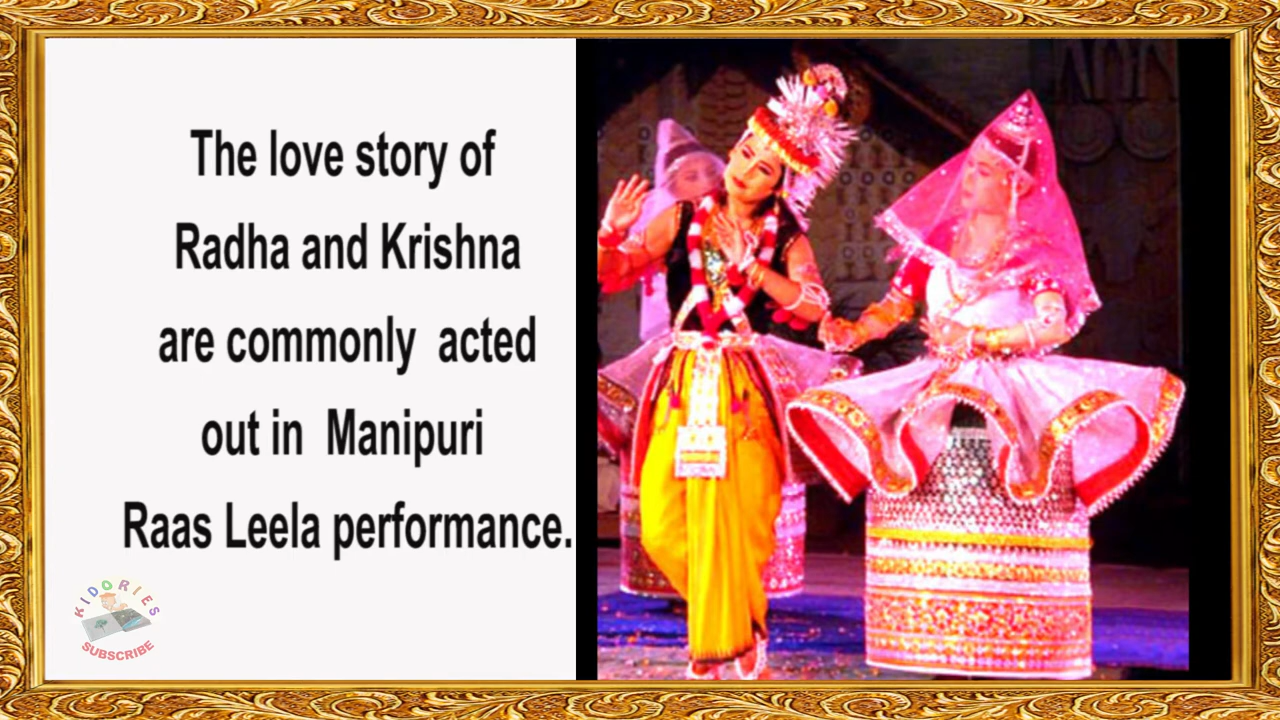 The love story of
Radha and Krishna
are commonly  acted
out in  Manipuri
Raas Leela performance.
KIDORIES
SUBSCRIBE